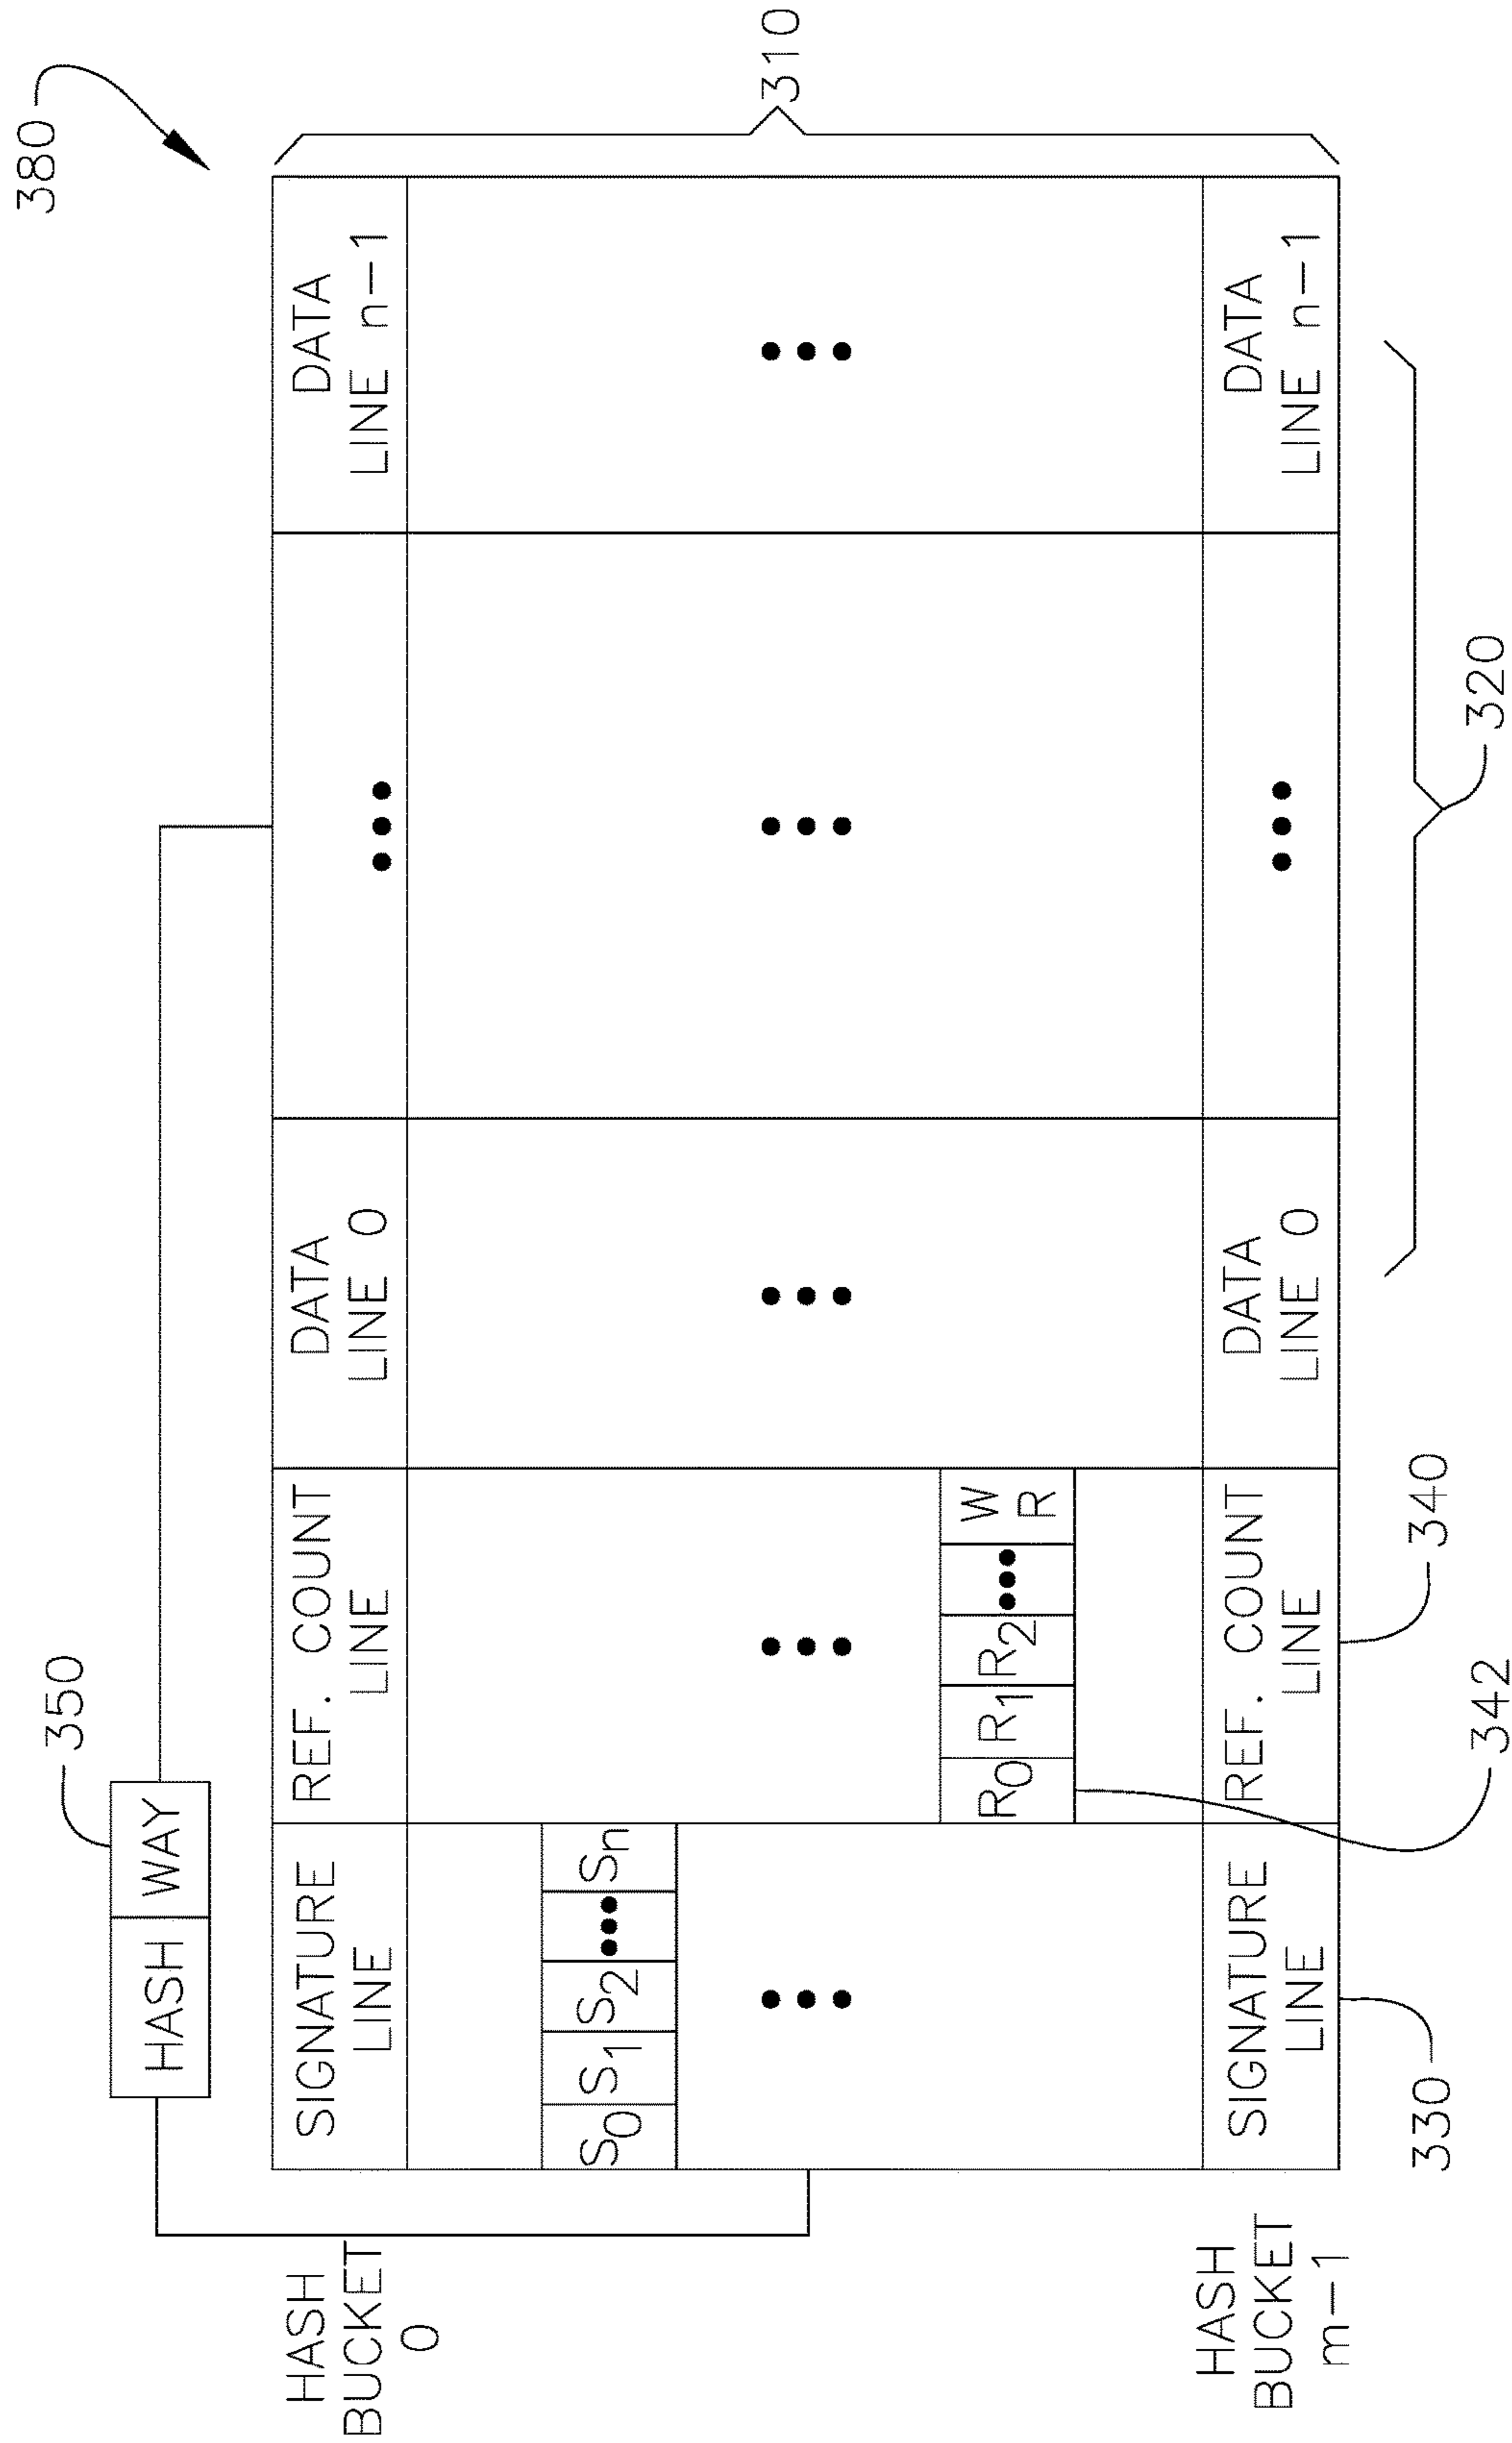 380
350
HASH WAY
HASH
BUCKET
0
SIGNATURE
LINE
REF. COUNT
LINE
DATA
LINE 0
•••
DATA
LINE n-1
S0 S1 S2 ••• Sn
R0 R1 R2 ••• W
R
310
HASH
BUCKET
m-1
SIGNATURE
LINE
REF. COUNT
LINE
DATA
LINE 0
•••
DATA
LINE n-1
330
342
340
320